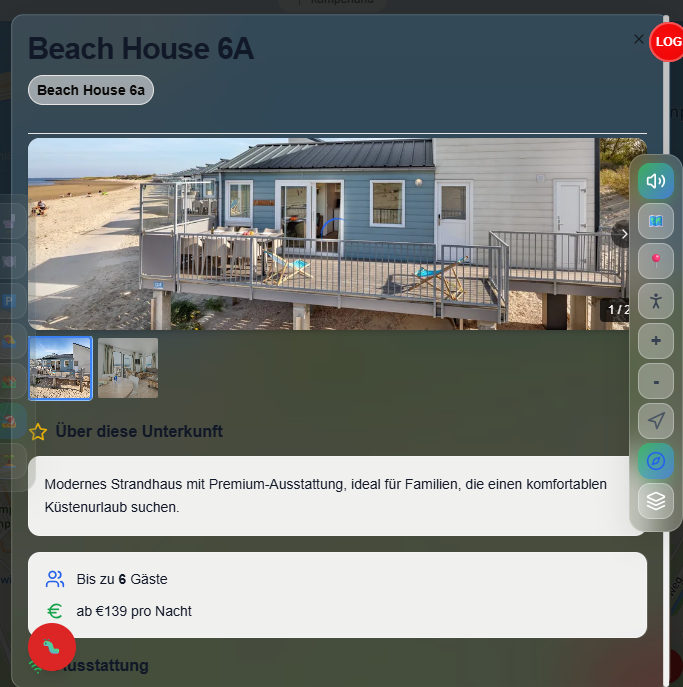 Beach House 6A
LOG
Beach House 6a
1 / 2
Über diese Unterkunft
Modernes Strandhaus mit Premium-Ausstattung, ideal für Familien, die einen komfortablen
Küstenurlaub suchen.
Bis zu 6 Gäste
ab €139 pro Nacht
usstattung
+
-